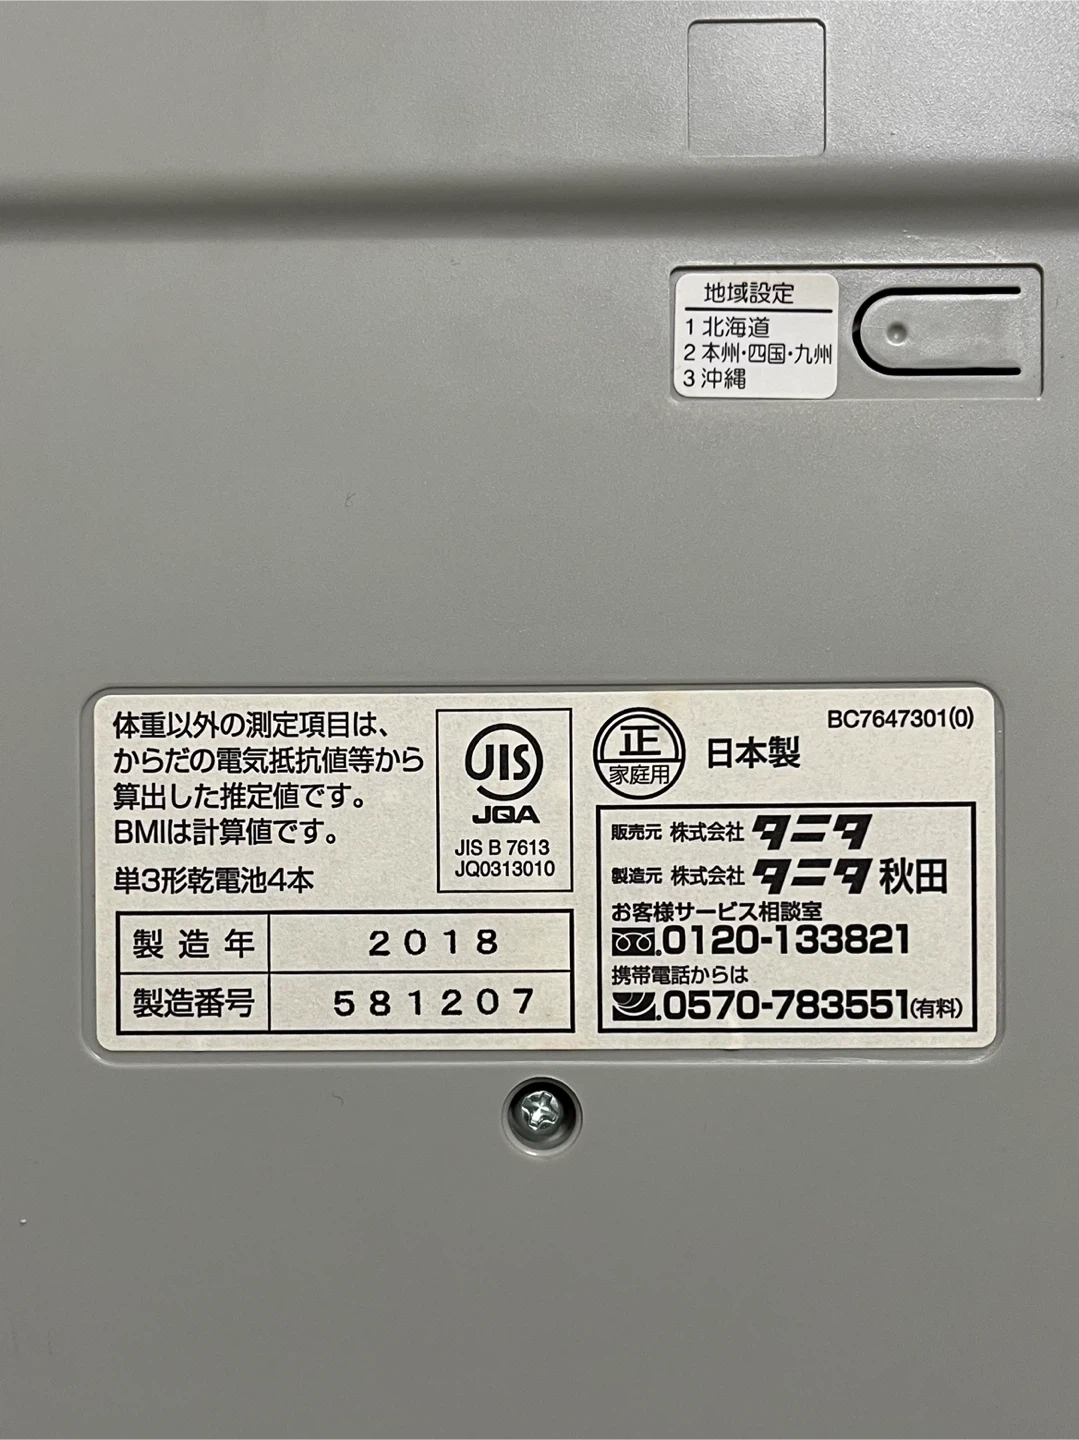 地域設定
1 北海道
2 本州・四国・九州
3 沖縄
体重以外の測定項目は、
からだの電気抵抗値等から
算出した推定値です。
BMIは計算値です。
単3形乾電池4本
JIS
JQA
JIS B 7613
JQ0313010
正
家庭用
日本製
BC7647301(0)
製造年 2018
製造番号 581207
販売元 株式会社 タニタ
製造元 株式会社 タニタ 秋田
お客様サービス相談室
0120-133821
携帯電話からは
0570-783551(有料)